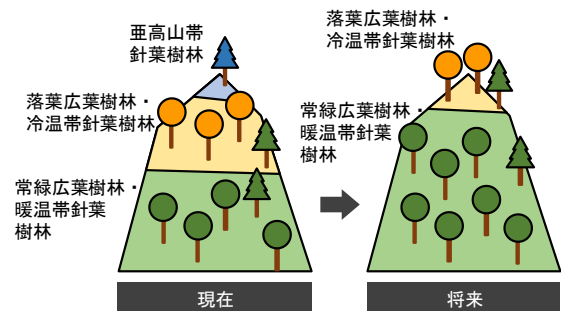 亜高山帯
針葉樹林
落葉広葉樹林・
冷温帯針葉樹林
常緑広葉樹林・
暖温帯針葉
樹林
現在
落葉広葉樹林・
冷温帯針葉樹林
常緑広葉樹林・
暖温帯針葉
樹林
将来